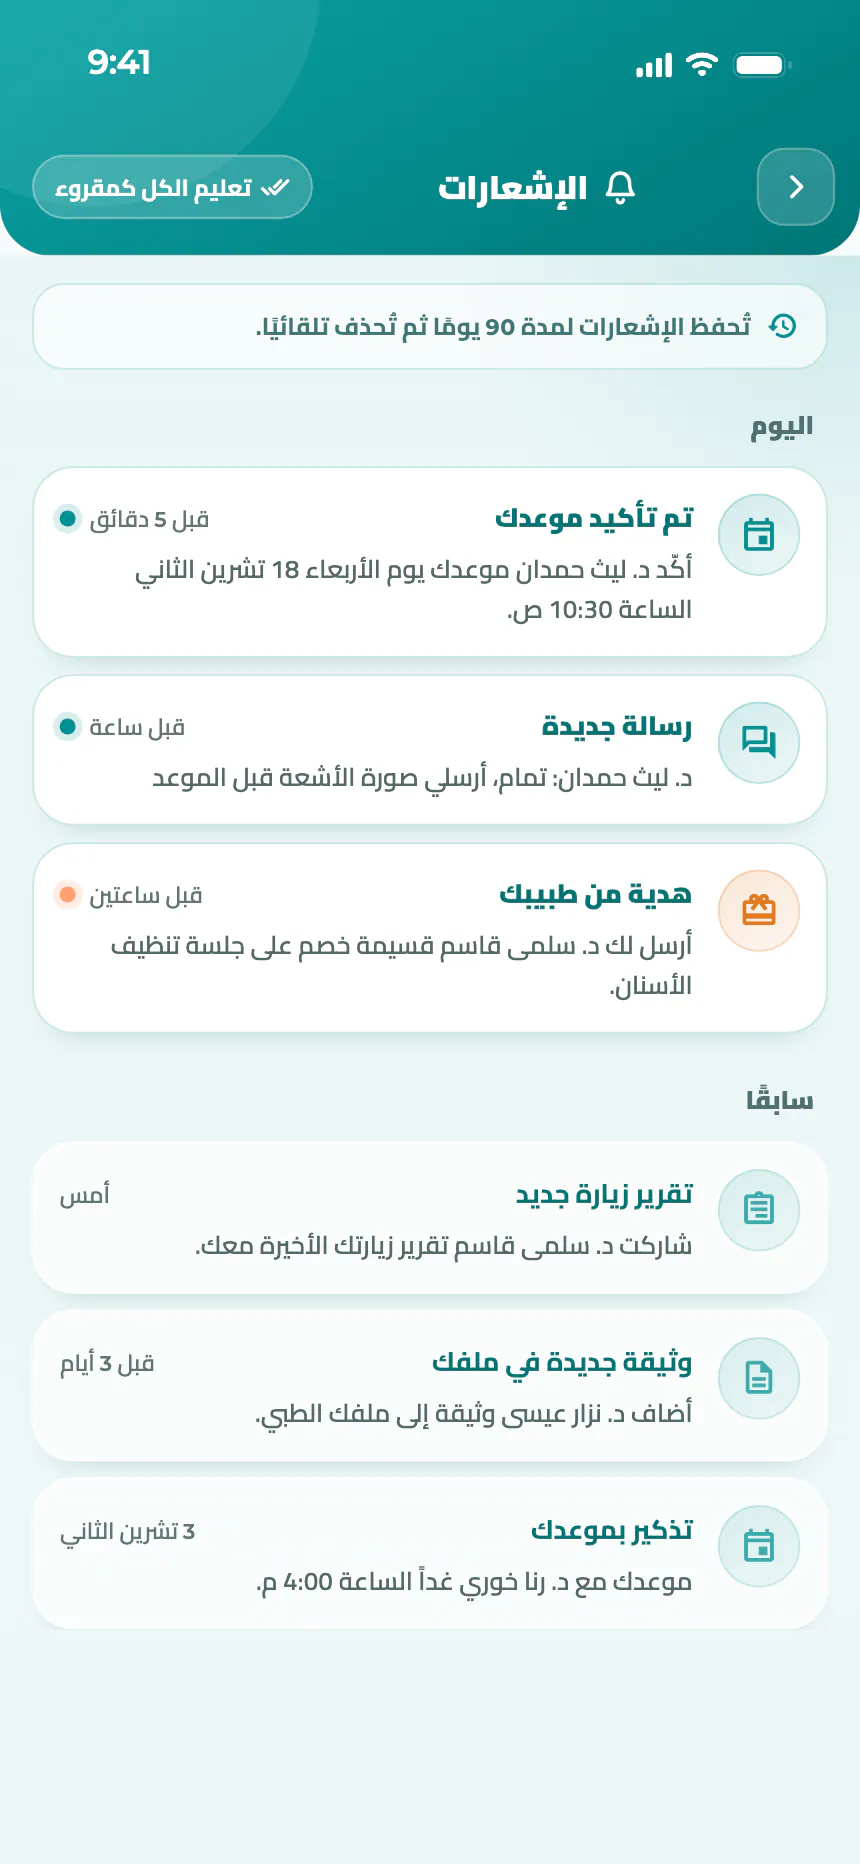 9:41
الإشعارات
تعليم الكل كمقروء
تُحفظ الإشعارات لمدة 90 يومًا ثم تُحذف تلقائيًا.
اليوم
تم تأكيد موعدك
قبل 5 دقائق
أكّد د. ليث حمدان موعدك يوم الأربعاء 18 تشرين الثاني
الساعة 10:30 ص.
رسالة جديدة
قبل ساعة
د. ليث حمدان: تمام، أرسلي صورة الأشعة قبل الموعد
هدية من طبيبك
قبل ساعتين
أرسل لك د. سلمى قاسم قسيمة خصم على جلسة تنظيف
الأسنان.
سابقًا
تقرير زيارة جديد
أمس
شاركت د. سلمى قاسم تقرير زيارتك الأخيرة معك.
وثيقة جديدة في ملفك
قبل 3 أيام
أضاف د. نزار عيسى وثيقة إلى ملفك الطبي.
تذكير بموعدك
3 تشرين الثاني
موعدك مع د. رنا خوري غداً الساعة 4:00 م.